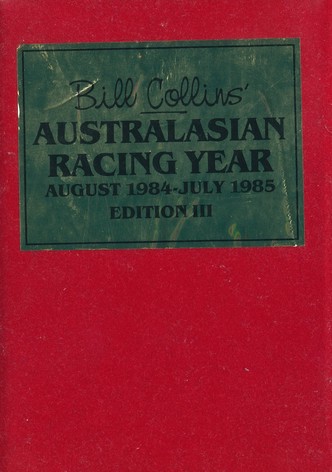 Bill Collins'
AUSTRALASIAN
RACING YEAR
AUGUST 1984-JULY 1985
EDITION III